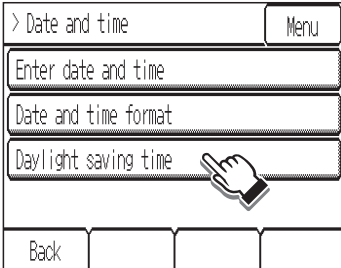 > Date and time
Menu
Enter date and time
Date and time format
Daylight saving time
Back